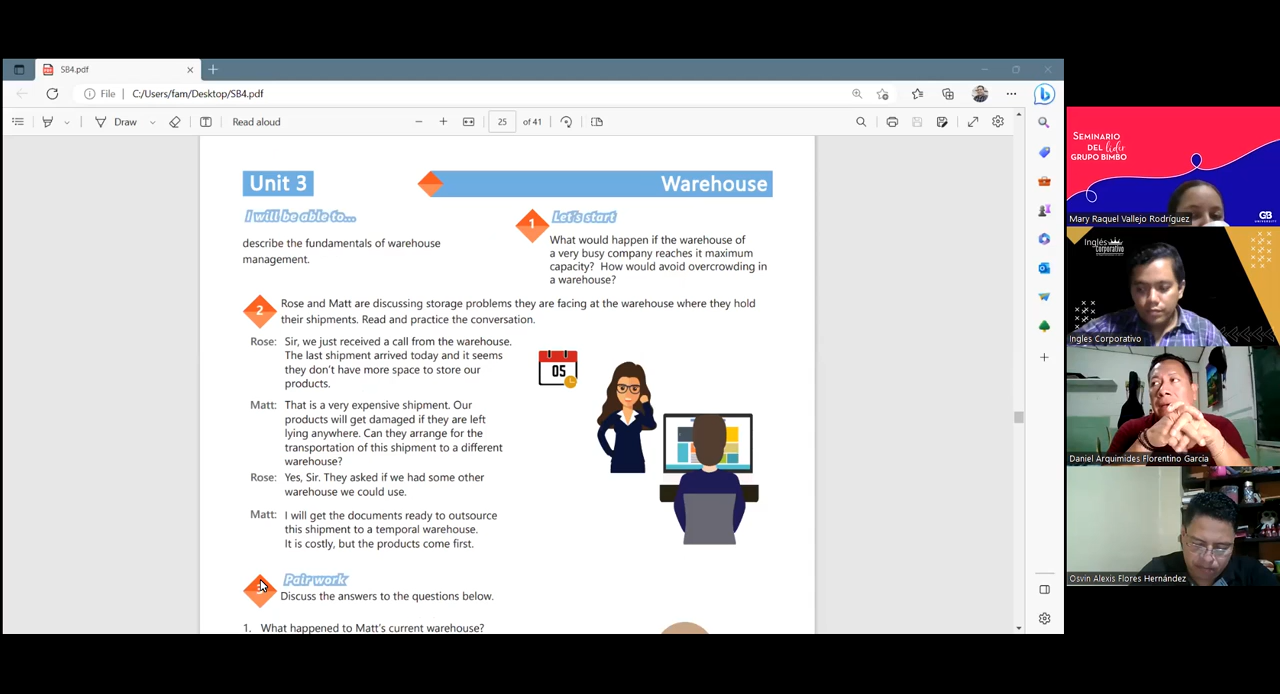 SB4.pdf
File
C:/Users/fam/Desktop/SB4.pdf
Draw
Read aloud
25
of 41
Unit 3
Warehouse
I will be able to...
describe the fundamentals of warehouse
management.
1
Let's start
What would happen if the warehouse of
a very busy company reaches it maximum
capacity? How would avoid overcrowding in
a warehouse?
2
Rose and Matt are discussing storage problems they are facing at the warehouse where they hold
their shipments. Read and practice the conversation.
Rose: Sir, we just received a call from the warehouse.
The last shipment arrived today and it seems
they don't have more space to store our
products.
Matt: That is a very expensive shipment. Our
products will get damaged if they are left
lying anywhere. Can they arrange for the
transportation of this shipment to a different
warehouse?
Rose: Yes, Sir. They asked if we had some other
warehouse we could use.
Matt: I will get the documents ready to outsource
this shipment to a temporal warehouse.
It is costly, but the products come first.
05
Pair work
Discuss the answers to the questions below.
1. What happened to Matt's current warehouse?
SEMINARIO
DEL líder
GRUPO BIMBO
GB
UNIVERSITY
Mary Raquel Vallejo Rodríguez
Inglés
Corporativo
Ingles Corporativo
Daniel Arquimides Florentino Garcia
Osvin Alexis Flores Hernández